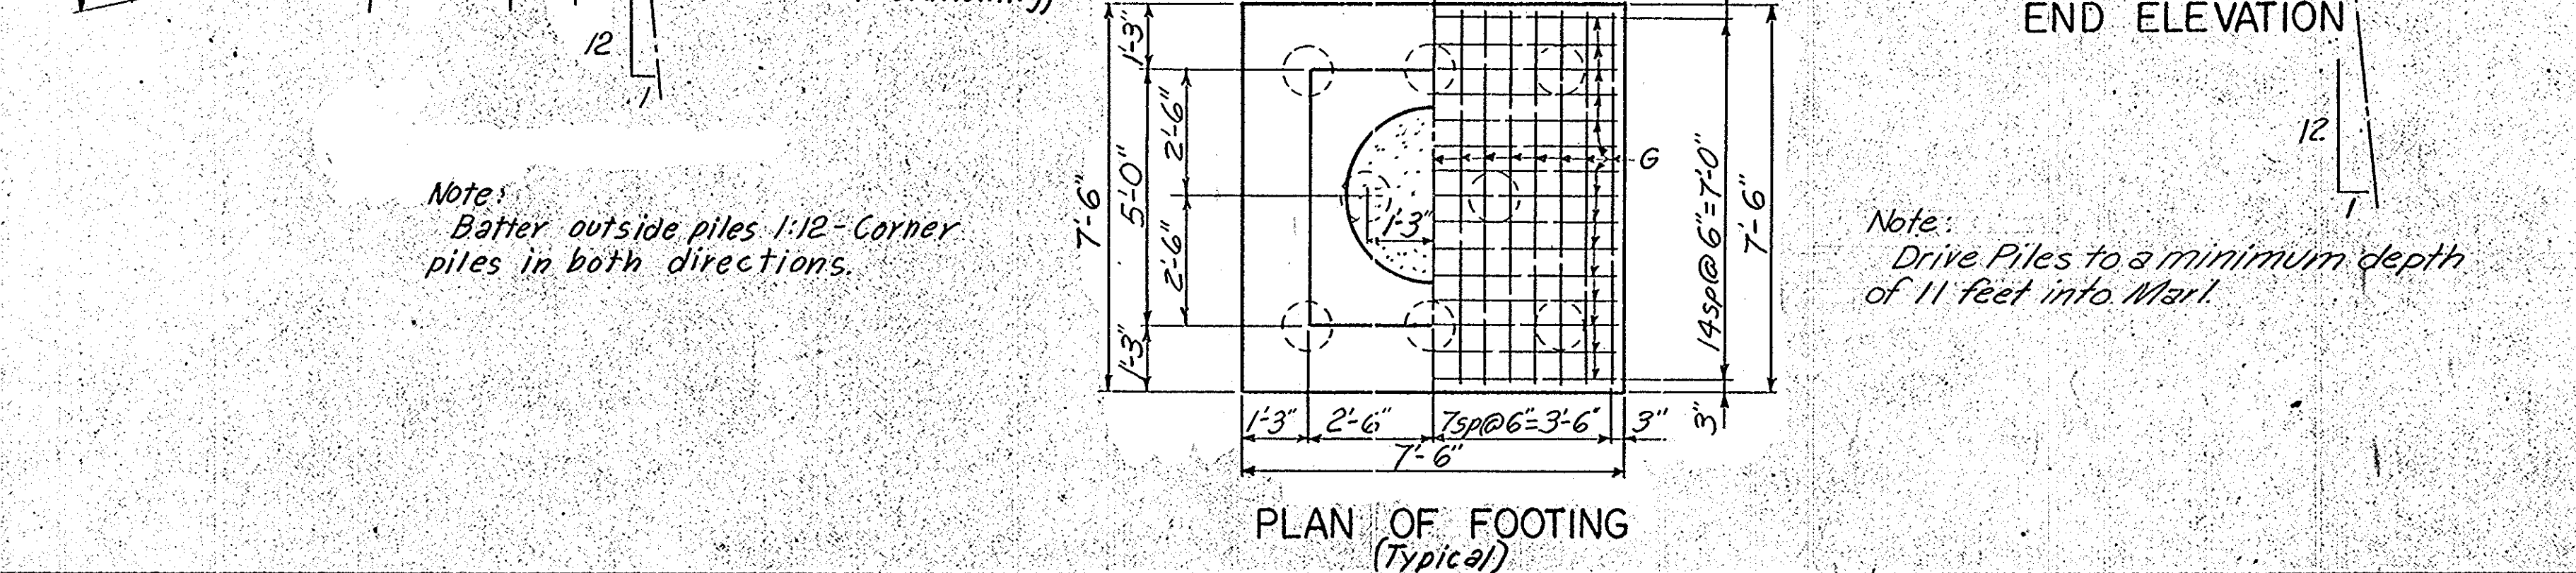 12
1
Note:
Batter outside piles 1:12 - Corner
piles in both directions.
7'-6"
1'-3"
5'-0"
1'-3"
2'-6"
2'-6"
1'-3"
G
14sp@6"=7'-0"
7'-6"
3"
1'-3" 2'-6" 7sp@6"=3'-6" 3"
7'-6"
PLAN OF FOOTING
(Typical)
END ELEVATION
12
1
Note:
Drive Piles to a minimum depth
of 11 feet into Marl.